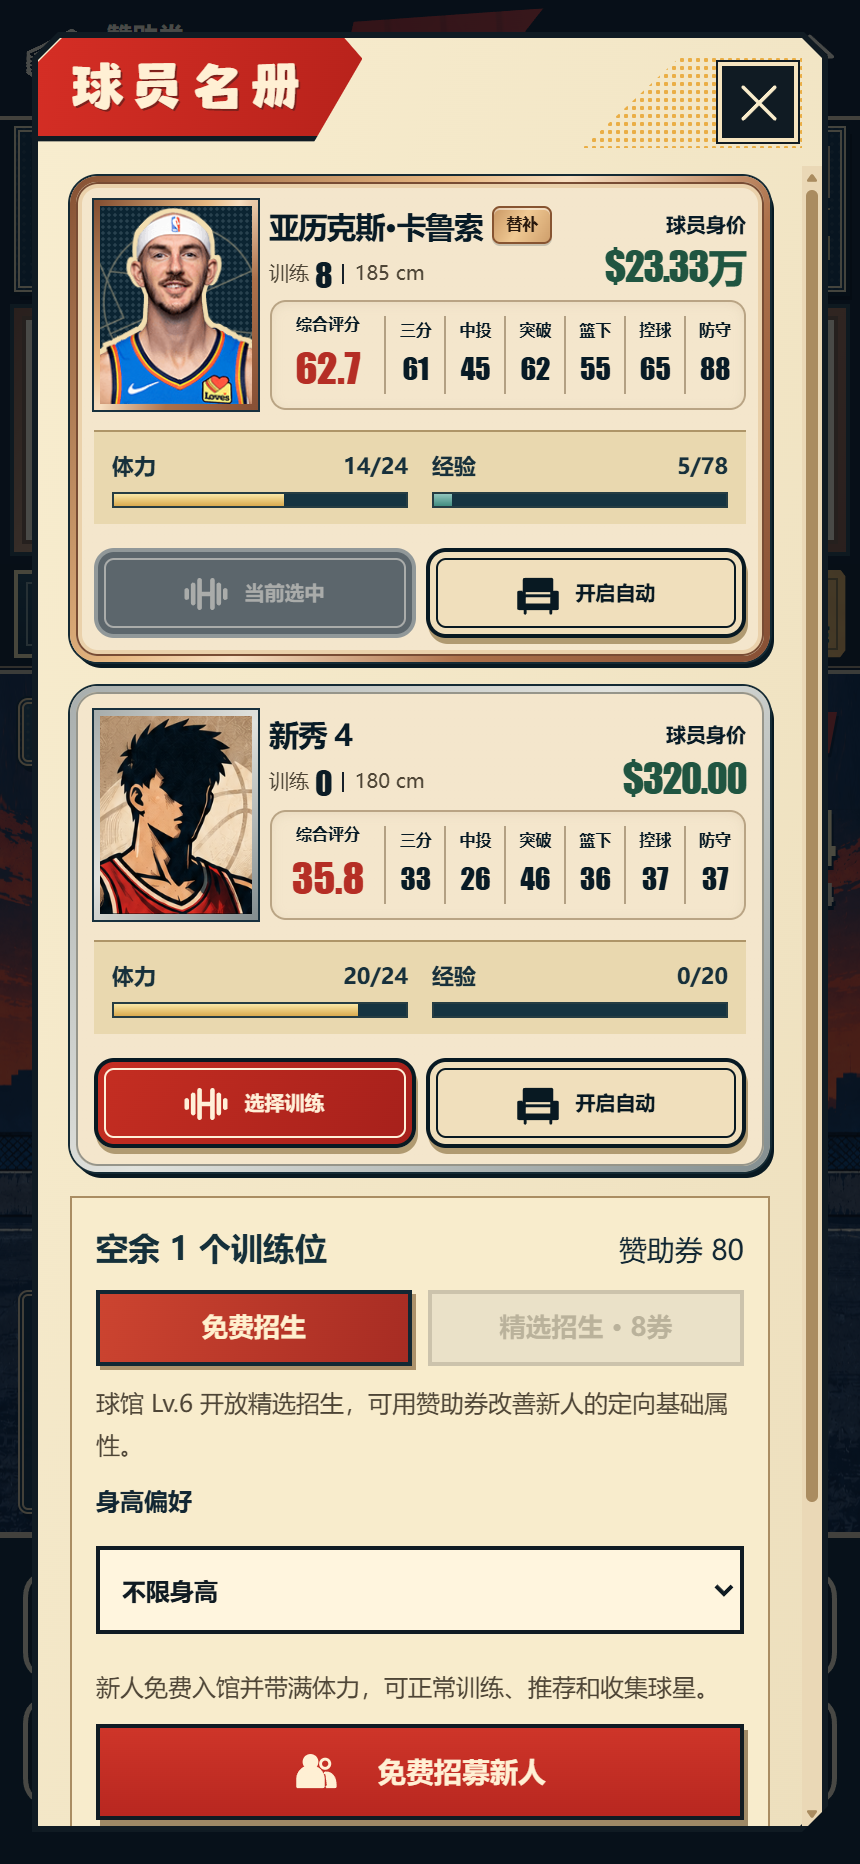 球员名册
亚历克斯·卡鲁索 替补
球员身价
训练 8 | 185 cm
$23.33万
综合评分 三分 中投 突破 篮下 控球 防守
62.7 61 45 62 55 65 88
Love's
体力 14/24 经验 5/78
当前选中 开启自动
新秀 4
球员身价
训练 0 | 180 cm
$320.00
综合评分 三分 中投 突破 篮下 控球 防守
35.8 33 26 46 36 37 37
体力 20/24 经验 0/20
选择训练 开启自动
空余 1 个训练位 赞助券 80
免费招生 精选招生 · 8券
球馆 Lv.6 开放精选招生，可用赞助券改善新人的定向基础属
性。
身高偏好
不限身高
新人免费入馆并带满体力，可正常训练、推荐和收集球星。
免费招募新人